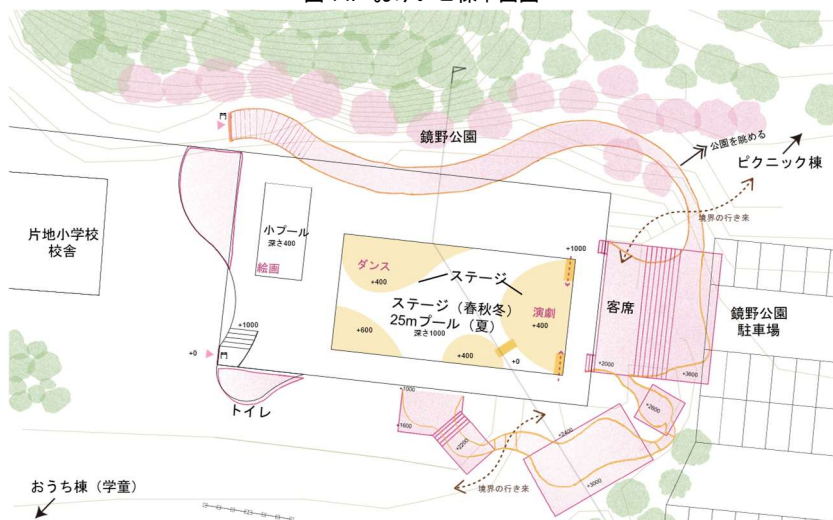 門
鏡野公園
公園を眺める
ピクニック棟
境界の行き来
片地小学校
校舎
小プール
深さ400
絵画
ダンス
+400
ステージ
+1000
ステージ（春秋冬）
25mプール（夏）
深さ1000
演劇
+400
客席
鏡野公園
駐車場
+600
+400
+0
+1000
+0
門
+2000
+3600
トイレ
+1000
+1600
+2200
+2400
+2600
+3000
境界の行き来
おうち棟（学童）